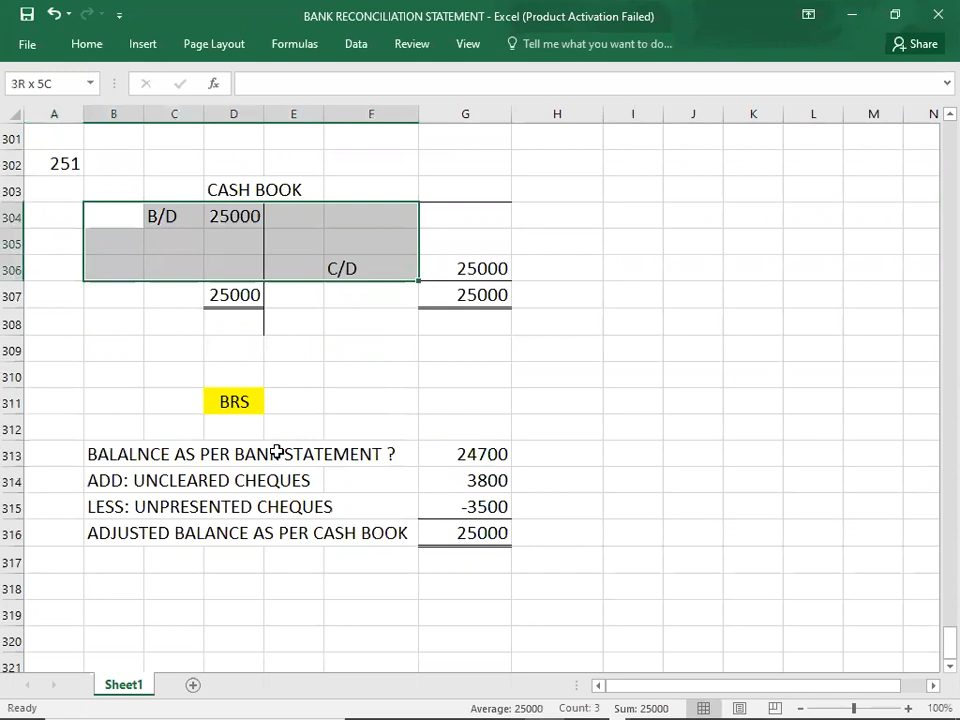 BANK RECONCILIATION STATEMENT - Excel (Product Activation Failed)
File Home Insert Page Layout Formulas Data Review View Tell me what you want to do... Share
3R x 5C fx
A B C D E F G H I J K L M N
301
302 251
303 CASH BOOK
304 B/D 25000
305
306 C/D 25000
307 25000 25000
308
309
310
311 BRS
312
313 BALALNCE AS PER BANK STATEMENT ? 24700
314 ADD: UNCLEARED CHEQUES 3800
315 LESS: UNPRESENTED CHEQUES -3500
316 ADJUSTED BALANCE AS PER CASH BOOK 25000
317
318
319
320
321
Sheet1
Ready Average: 25000 Count: 3 Sum: 25000 100%